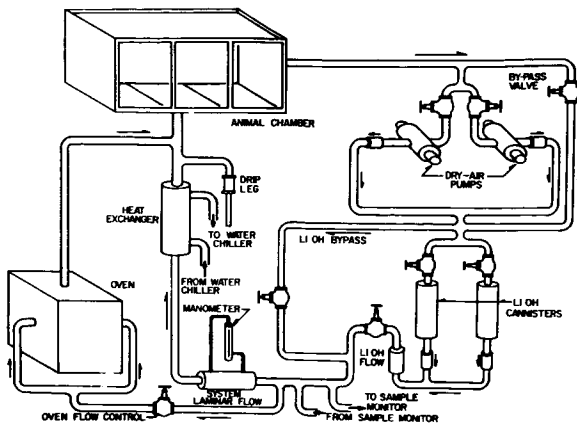 BY-PASS
VALVE
ANIMAL CHAMBER
DRIP
LEG
DRY-AIR
PUMPS
HEAT
EXCHANGER
TO WATER
CHILLER
LI OH BYPASS
FROM WATER
CHILLER
OVEN
MANOMETER
LI OH
CANNISTERS
LI OH
FLOW
SYSTEM
LAMINAR FLOW
TO SAMPLE
MONITOR
FROM SAMPLE MONITOR
OVEN FLOW CONTROL